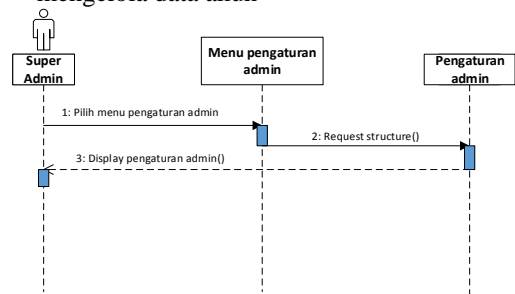 Super
Admin
Menu pengaturan
admin
Pengaturan
admin
1: Pilih menu pengaturan admin
2: Request structure()
3: Display pengaturan admin()